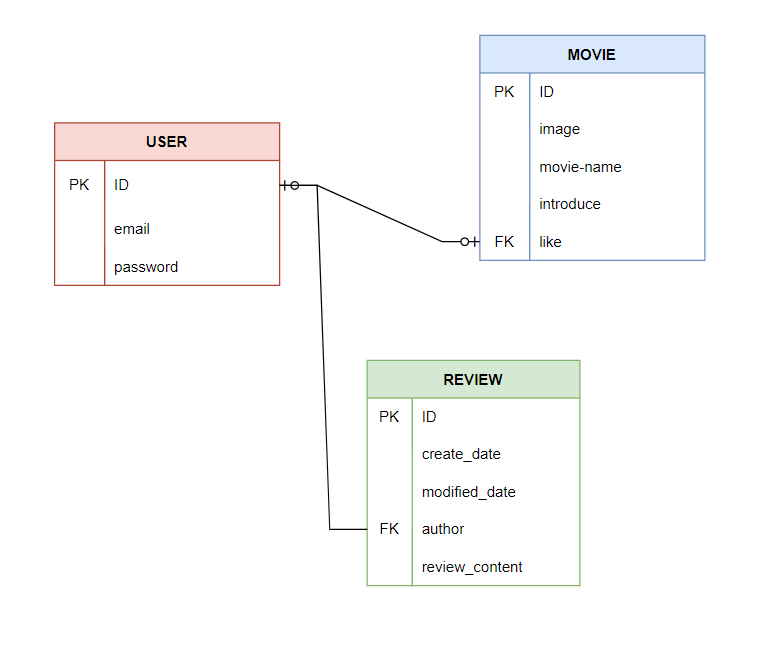 USER
PK ID
email
password
MOVIE
PK ID
image
movie-name
introduce
FK like
REVIEW
PK ID
create_date
modified_date
FK author
review_content